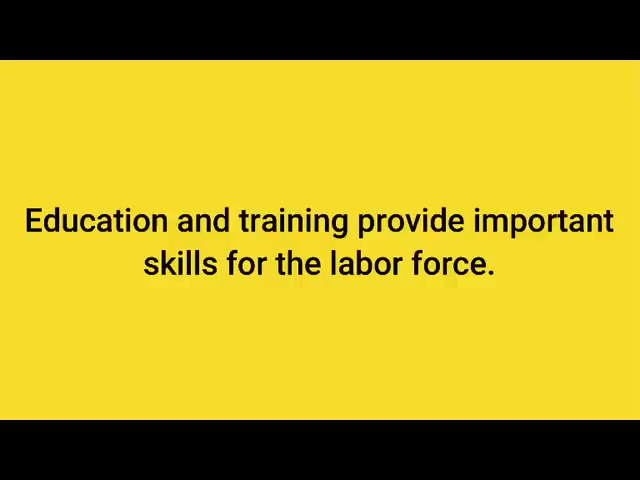 Education and training provide important
skills for the labor force.